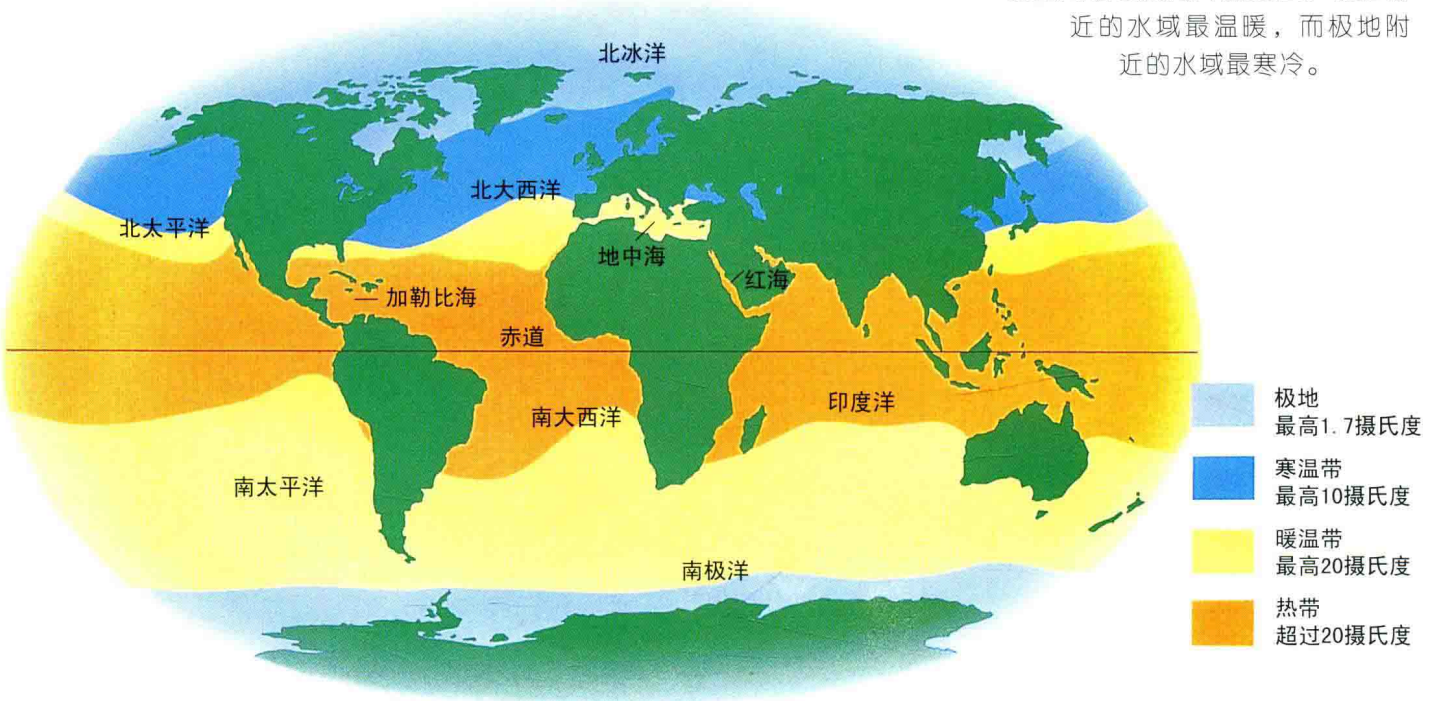 近的水域最温暖，而极地附
近的水域最寒冷。
北冰洋
北大西洋
北太平洋
地中海
红海
加勒比海
赤道
印度洋
南大西洋
南太平洋
南极洋
极地
最高1.7摄氏度
寒温带
最高10摄氏度
暖温带
最高20摄氏度
热带
超过20摄氏度